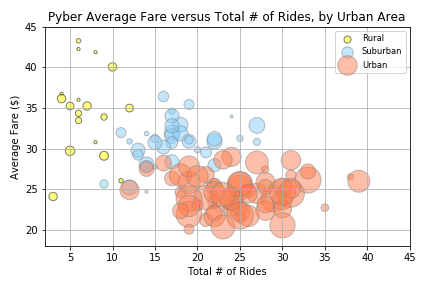 Pyber Average Fare versus Total # of Rides, by Urban Area
Rural
Suburban
Urban
Average Fare ($)
45
40
35
30
25
20
5
10
15
20
25
30
35
40
45
Total # of Rides